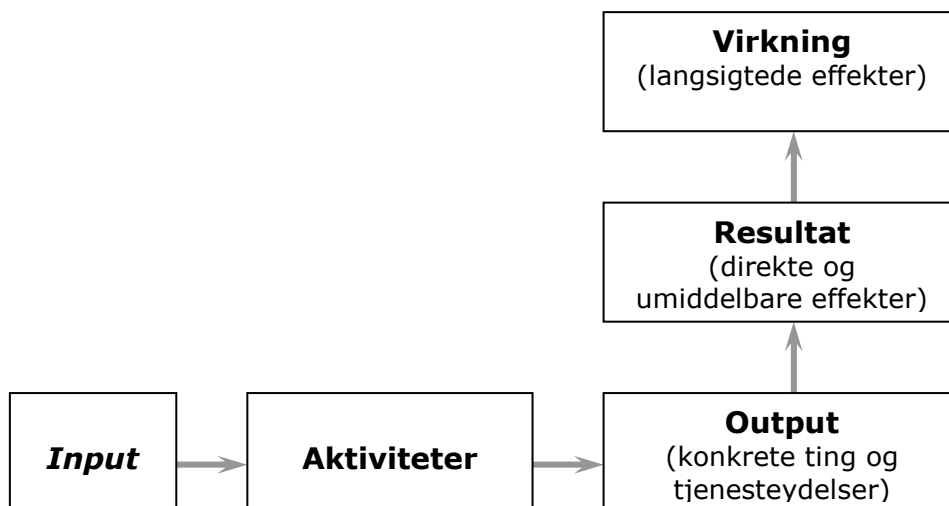 Virkning
(langsigtede effekter)
Resultat
(direkte og
umiddelbare effekter)
Input
Aktiviteter
Output
(konkrete ting og
tjenesteydelser)